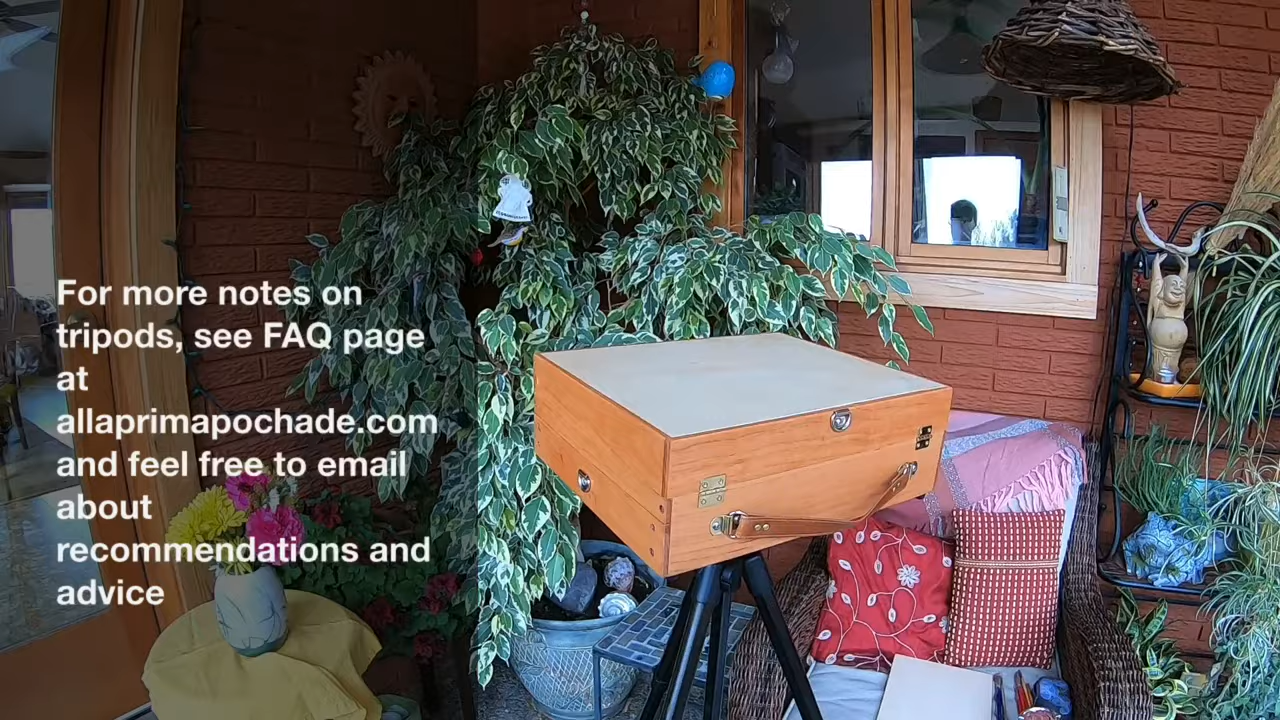 For more notes on
tripods, see FAQ page
at
allaprimapochade.com
and feel free to email
about
recommendations and
advice